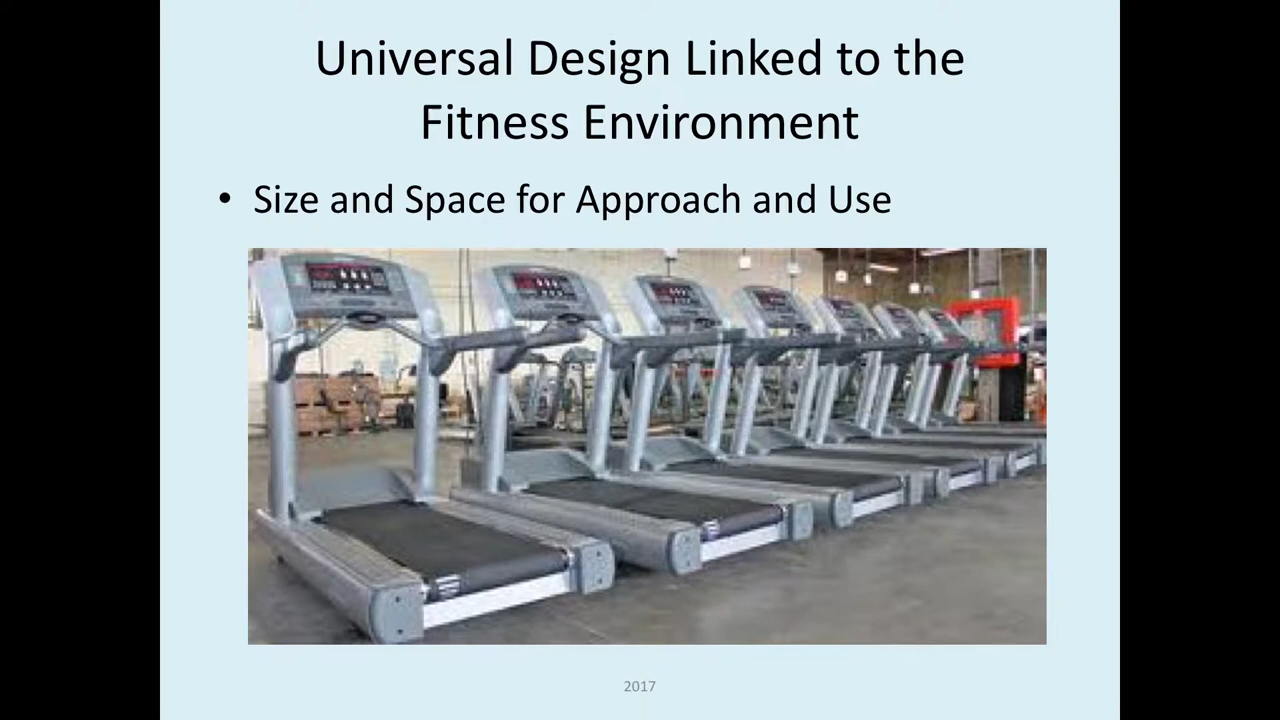 Universal Design Linked to the
Fitness Environment
• Size and Space for Approach and Use
2017